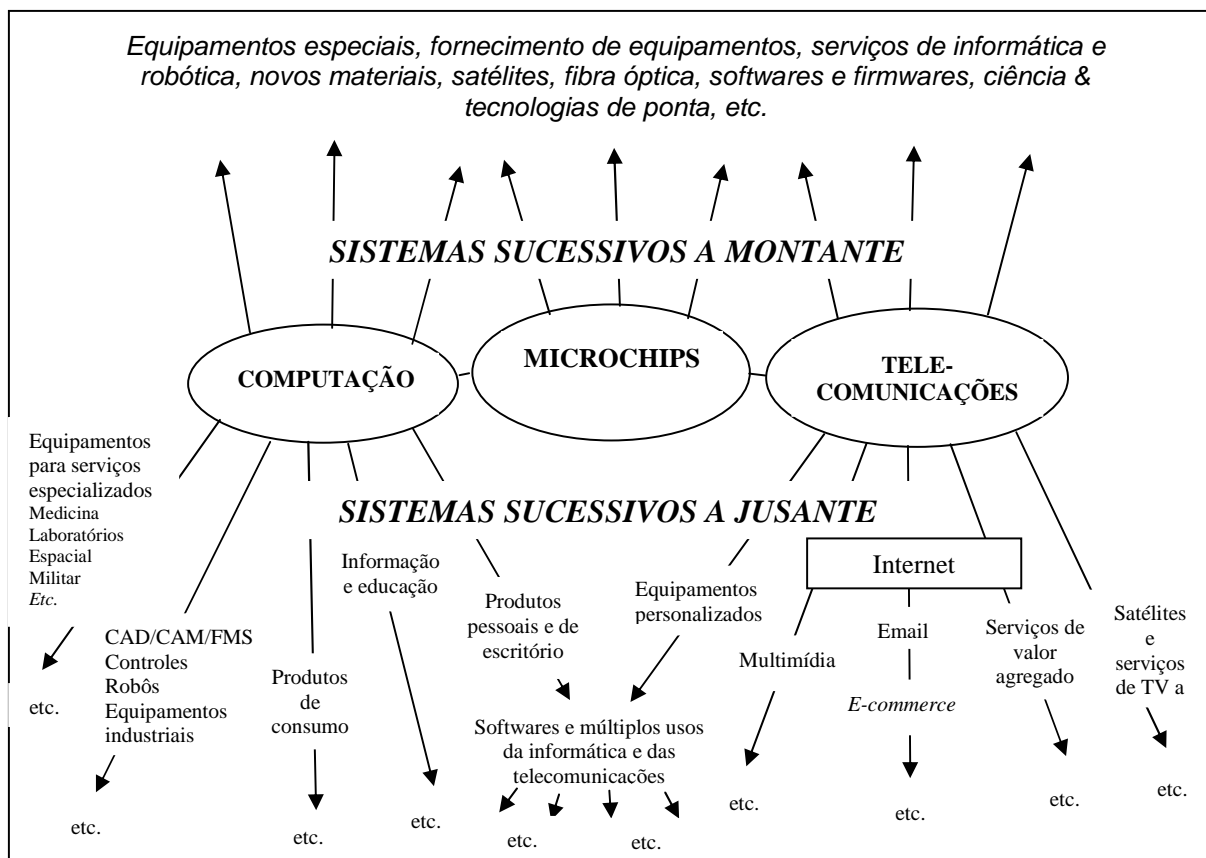 Equipamentos especiais, fornecimento de equipamentos, serviços de informática e
robótica, novos materiais, satélites, fibra óptica, softwares e firmwares, ciência &
tecnologias de ponta, etc.
SISTEMAS SUCESSIVOS A MONTANTE
COMPUTAÇÃO
MICROCHIPS
TELE-
COMUNICAÇÕES
SISTEMAS SUCESSIVOS A JUSANTE
Equipamentos
para serviços
especializados
Medicina
Laboratórios
Espacial
Militar
Etc.
etc.
CAD/CAM/FMS
Controles
Robôs
Equipamentos
industriais
etc.
Produtos
de
consumo
etc.
Informação
e educação
etc.
Produtos
pessoais e de
escritório
Equipamentos
personalizados
Softwares e múltiplos usos
da informática e das
telecomunicacões
etc.
etc.
Internet
Multimídia
etc.
Email
E-commerce
etc.
Serviços de
valor
agregado
etc.
Satélites
e
serviços
de TV a
etc.